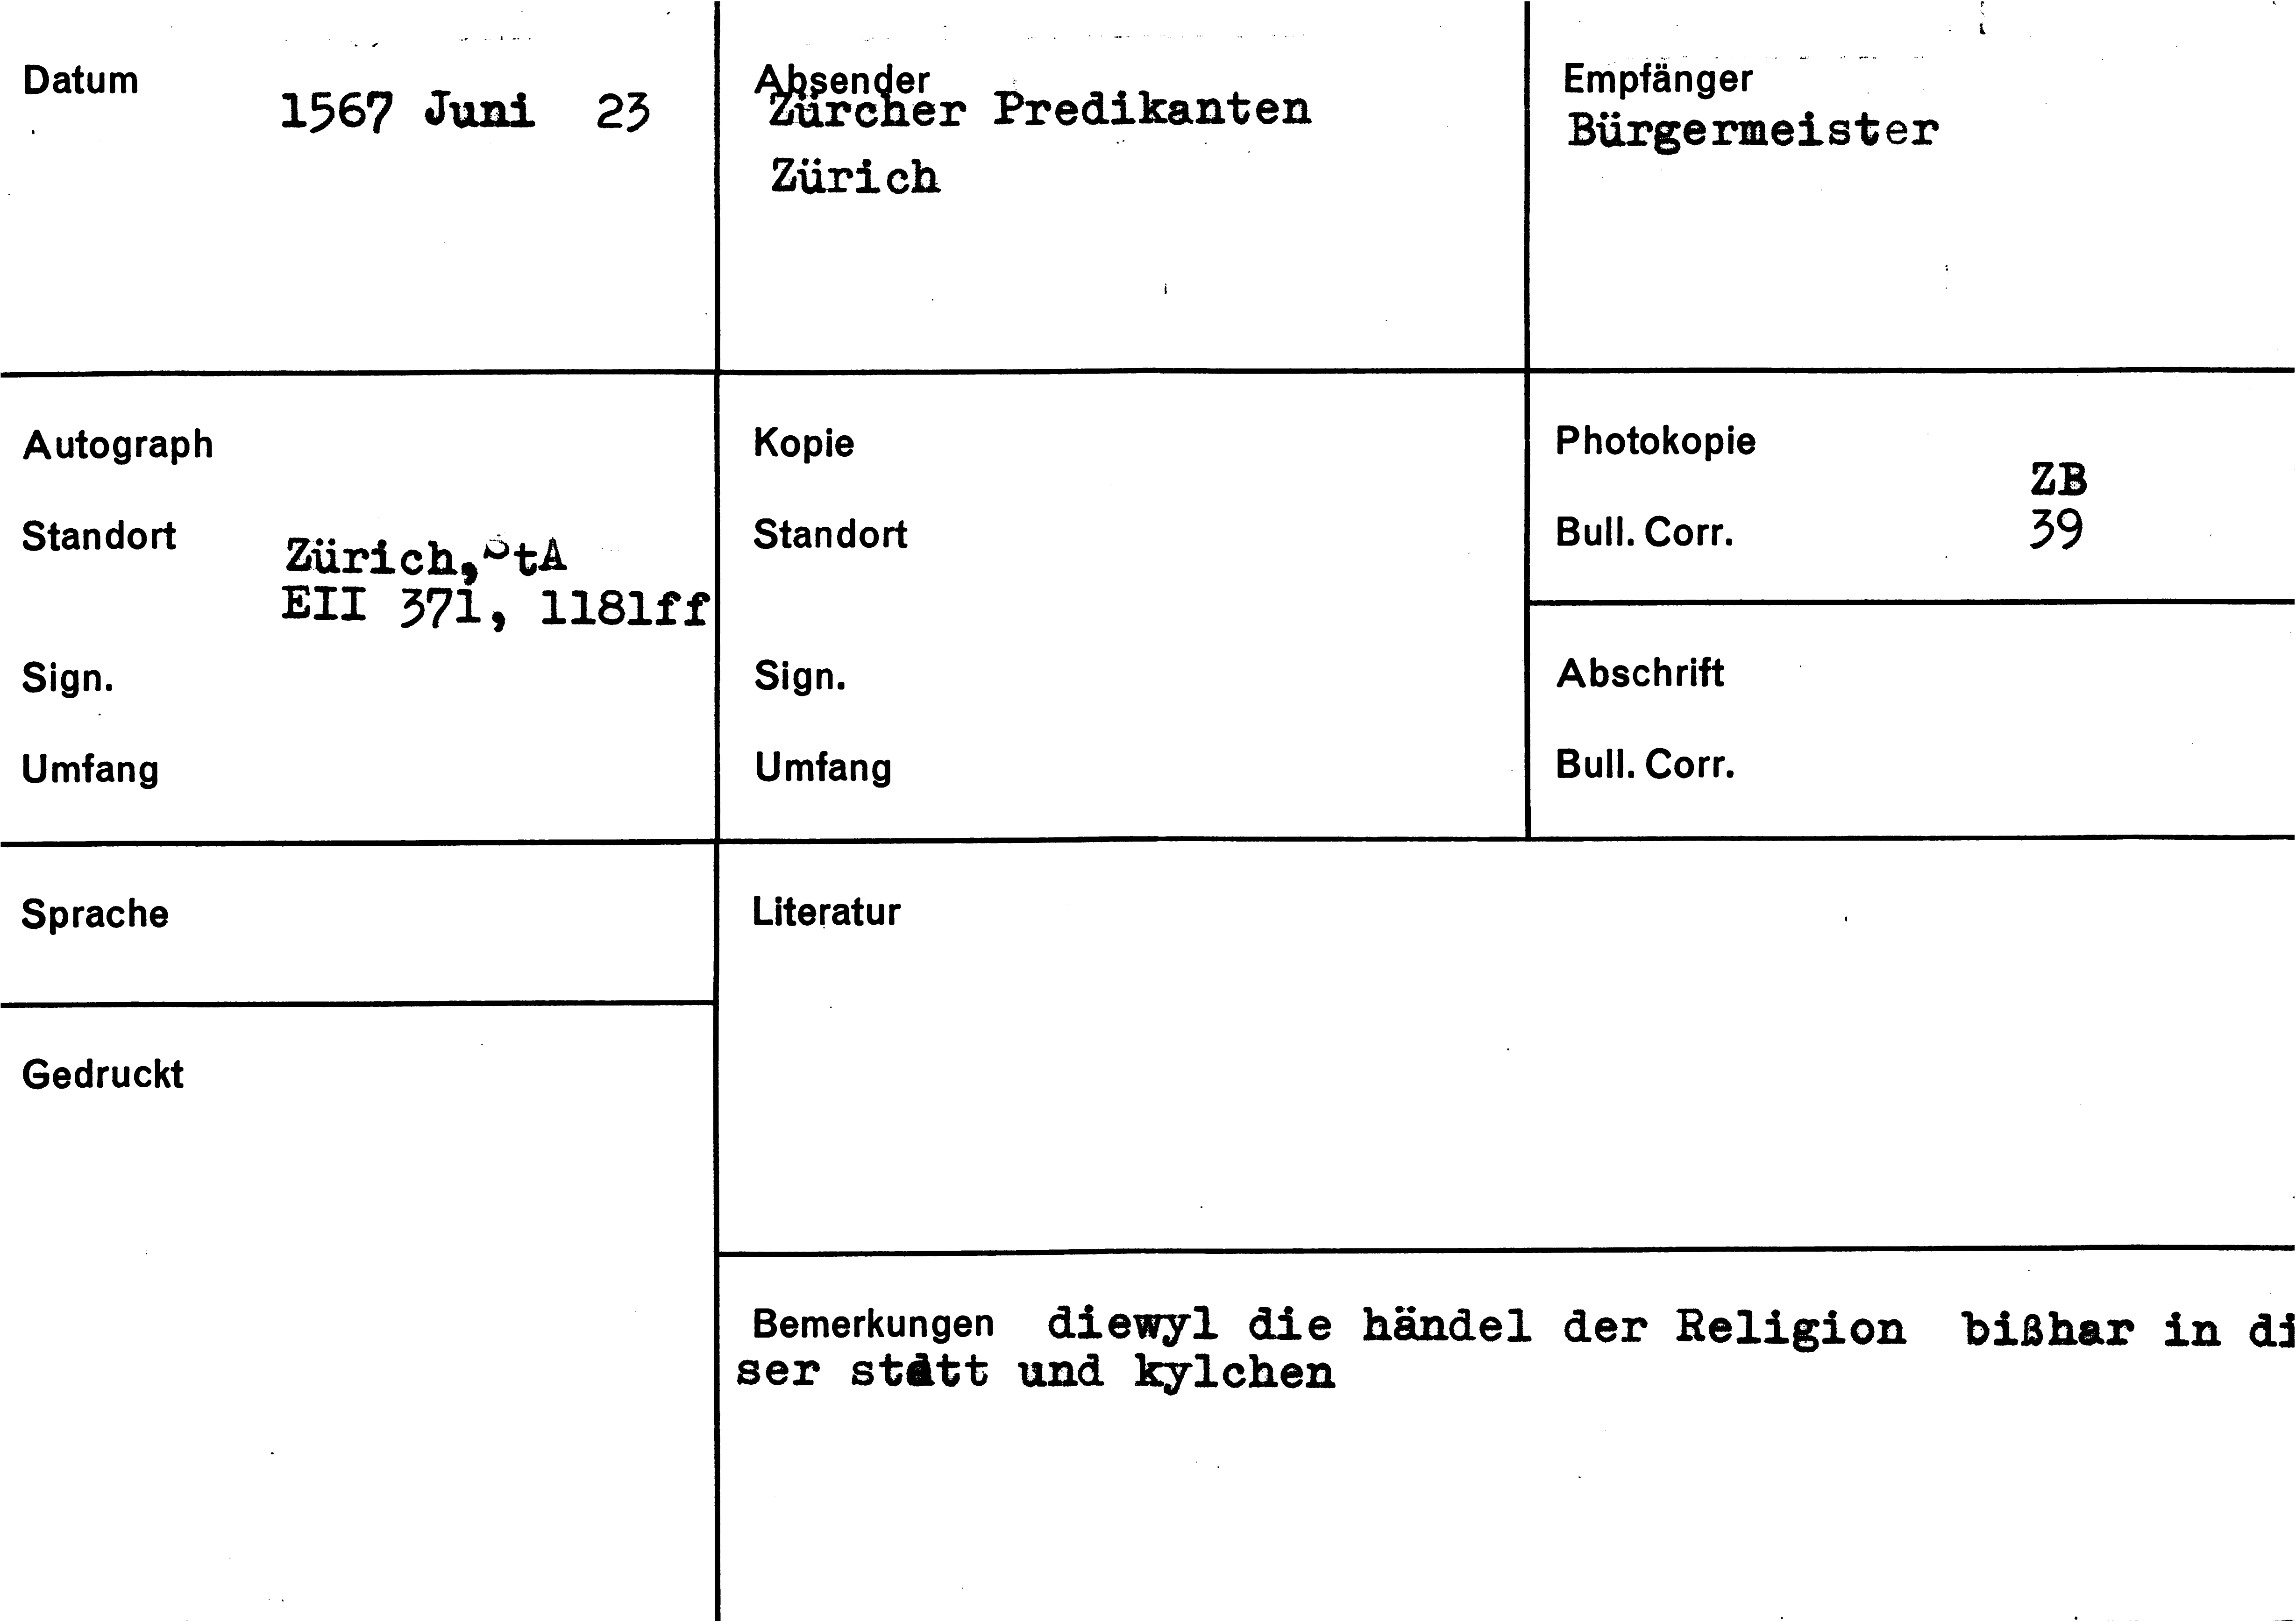 Datum
1567 Juni 23
Absender
Zürcher Predikanten
Zürich
Empfänger
Bürgermeister
Autograph
Standort
Zürich, StA
EII 371, 1181ff
Sign.
Umfang
Kopie
Standort
Sign.
Umfang
Photokopie
ZB
Bull. Corr. 39
Abschrift
Bull. Corr.
Sprache
Gedruckt
Literatur
Bemerkungen diewyl die händel der Religion bißhar in di
ser statt und kylchen